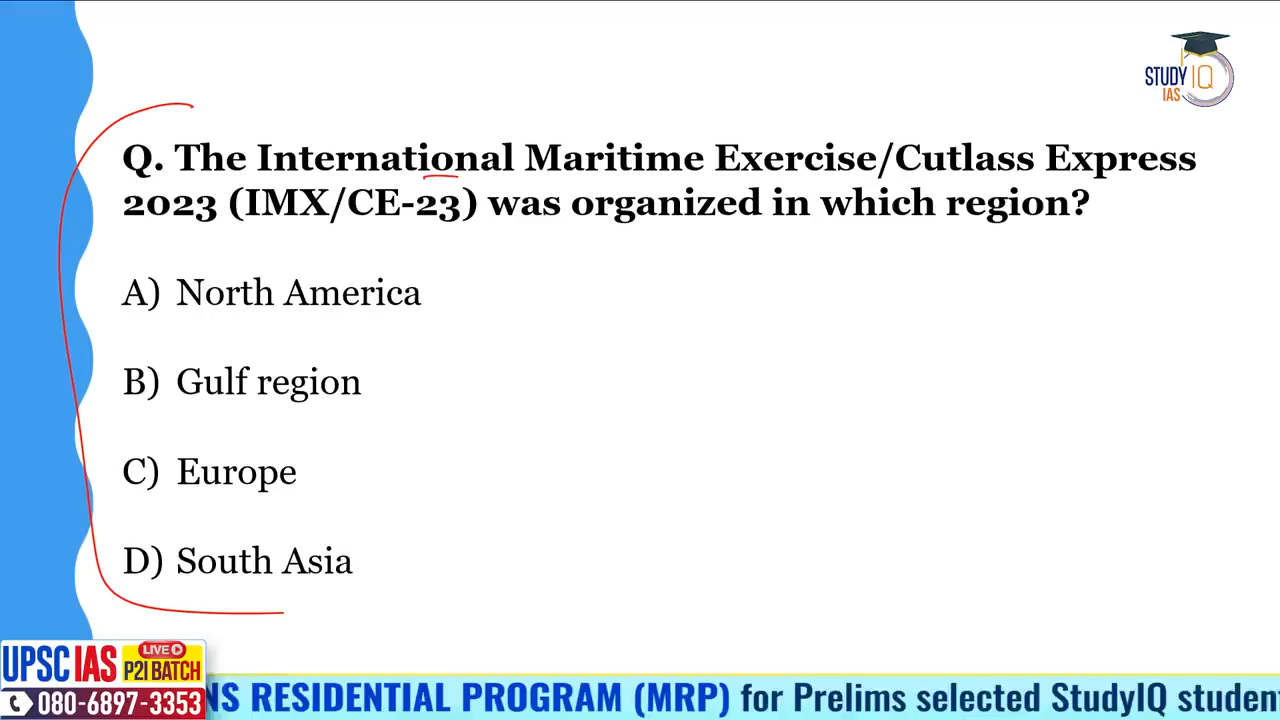 STUDY IQ
IAS
Q. The International Maritime Exercise/Cutlass Express
2023 (IMX/CE-23) was organized in which region?
A) North America
B) Gulf region
C) Europe
D) South Asia
UPSC IAS LIVE
P2I BATCH
080-6897-3353
NS RESIDENTIAL PROGRAM (MRP) for Prelims selected StudyIQ student